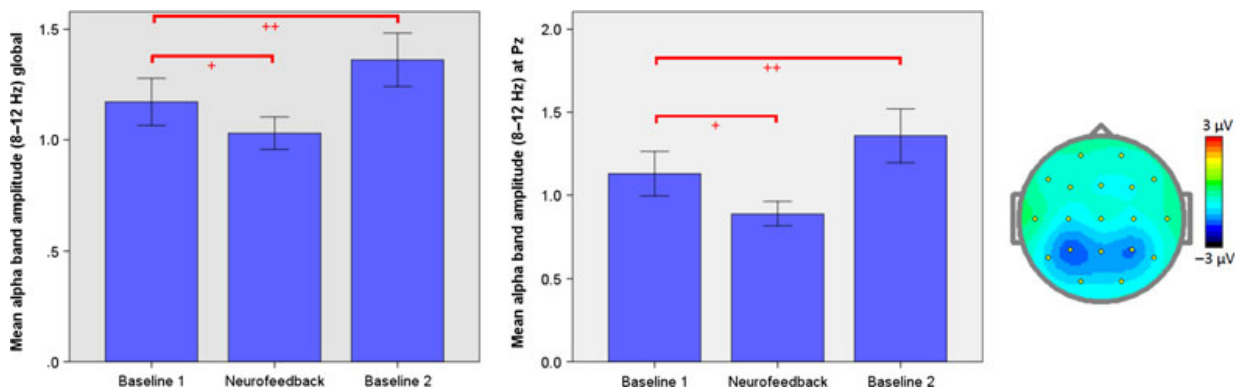 Mean alpha band amplitude (8–12 Hz) global
1.5
1.0
.5
.0
++
+
Baseline 1 Neurofeedback Baseline 2
Mean alpha band amplitude (8–12 Hz) at Pz
2.0
1.5
1.0
0.5
0.0
++
+
Baseline 1 Neurofeedback Baseline 2
3 µV
−3 µV